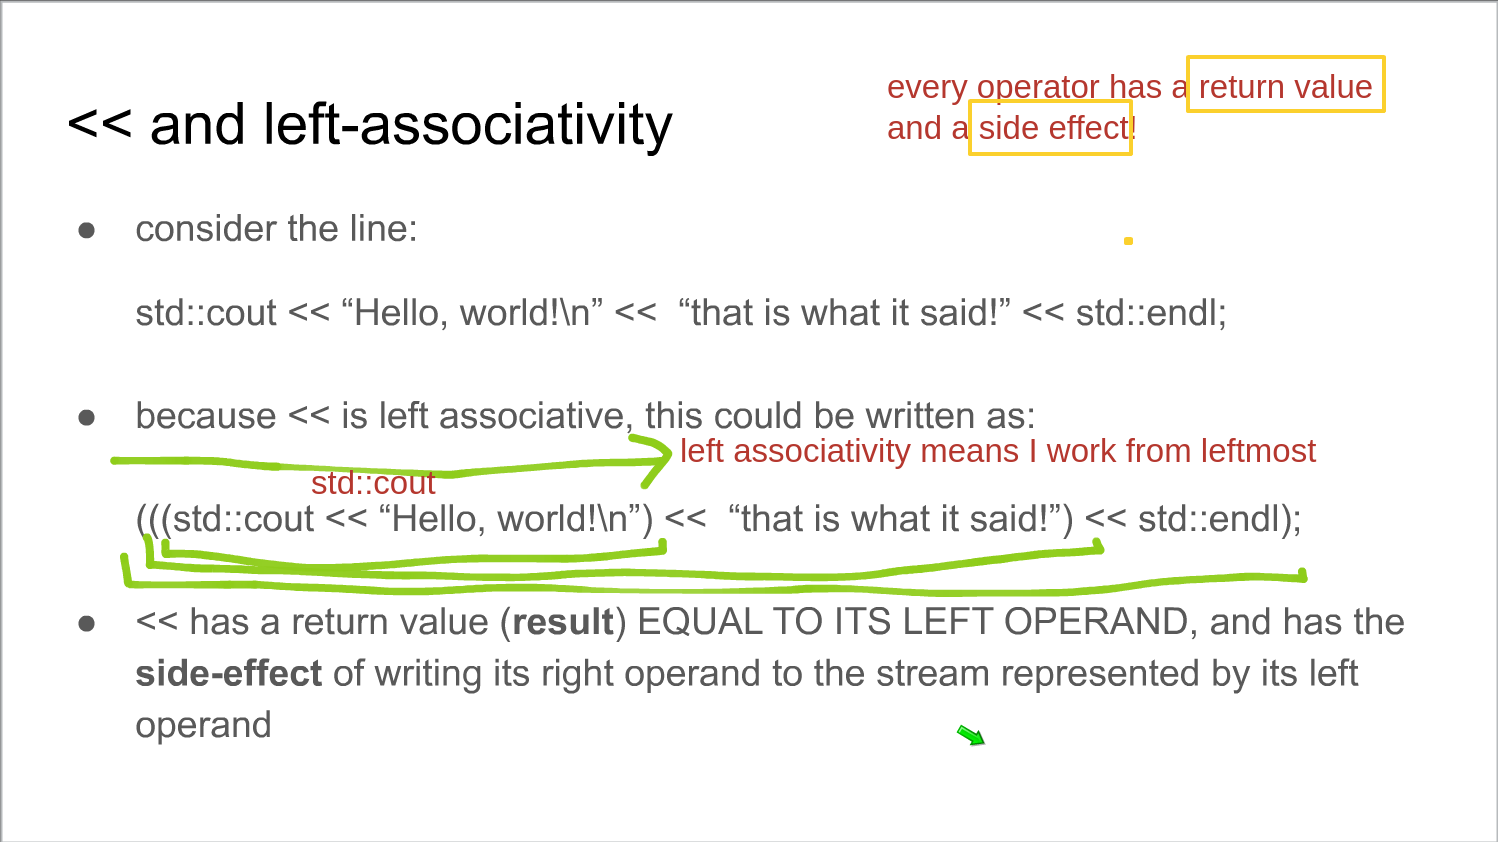 every operator has a return value
and a side effect!
<< and left-associativity
● consider the line:
std::cout << “Hello, world!\n” << “that is what it said!” << std::endl;
● because << is left associative, this could be written as:
left associativity means I work from leftmost
std::cout
(((std::cout << “Hello, world!\n”) << “that is what it said!”) << std::endl);
● << has a return value (result) EQUAL TO ITS LEFT OPERAND, and has the
side-effect of writing its right operand to the stream represented by its left
operand